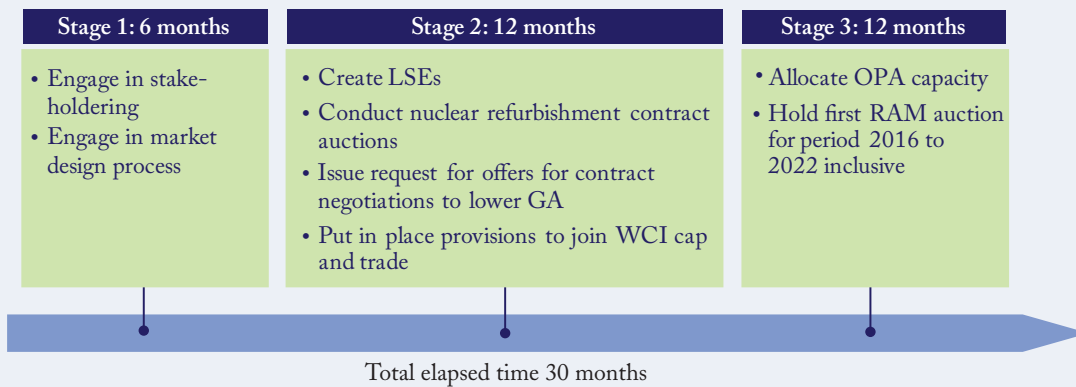 Stage 1: 6 months
• Engage in stake-
holdering
• Engage in market
design process
Stage 2: 12 months
• Create LSEs
• Conduct nuclear refurbishment contract
auctions
• Issue request for offers for contract
negotiations to lower GA
• Put in place provisions to join WCI cap
and trade
Stage 3: 12 months
• Allocate OPA capacity
• Hold first RAM auction
for period 2016 to
2022 inclusive
Total elapsed time 30 months